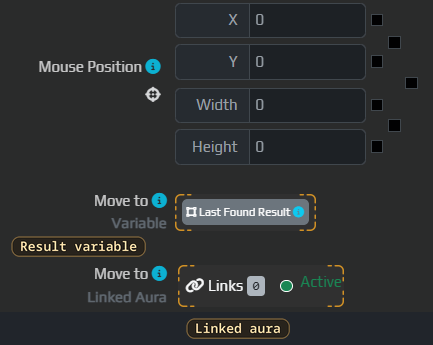 X 0
Mouse Position i Y 0
Width 0
Height 0
Move to i
Variable
Last Found Result i
Result variable
Move to i
Linked Aura
Links 0 Active
Linked aura